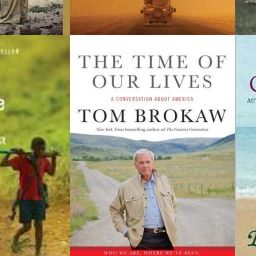 THE TIME OF
OUR LIVES
A CONVERSATION ABOUT AMERICA
TOM BROKAW
New York Times bestselling author of The Greatest Generation
WHO WE ARE, WHERE WE'VE BEEN,